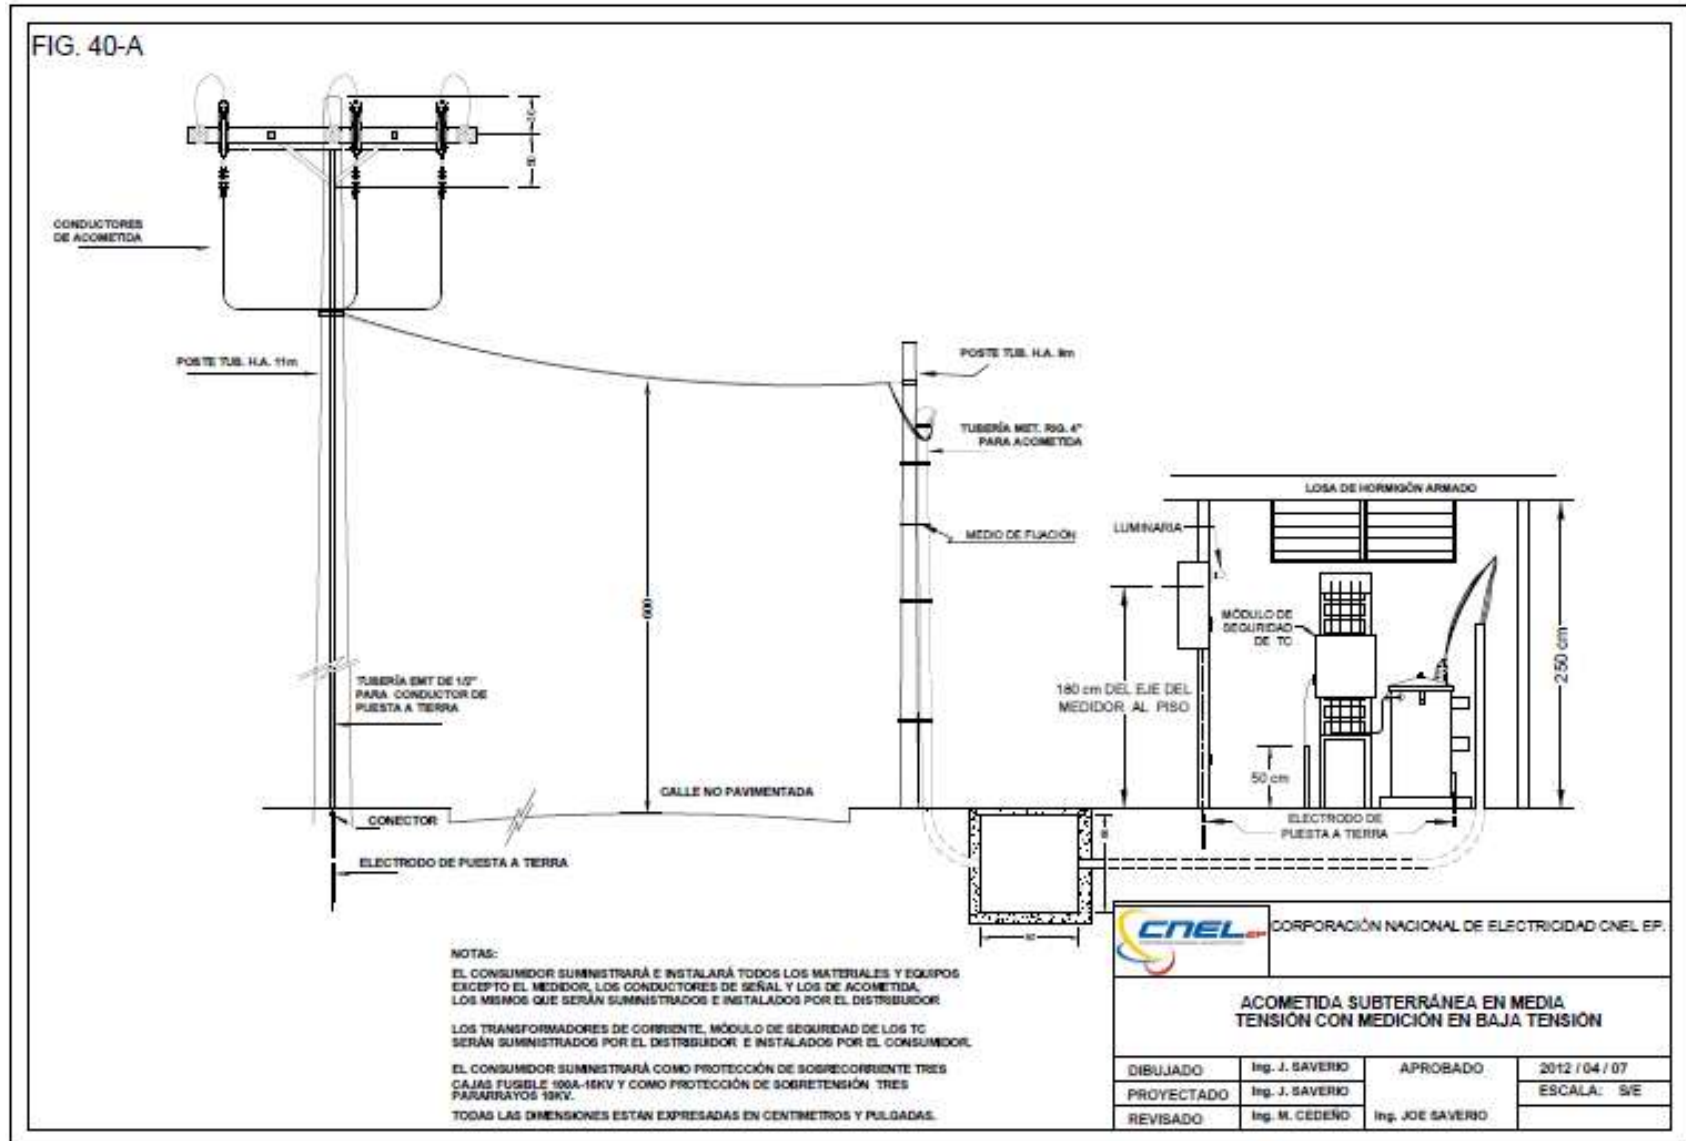 FIG. 40-A
CONDUCTORES
DE ACOMETIDA
POSTE TUB. H.A. 11m
POSTE TUB. H.A. 9m
TUBERÍA MET. RIG. 4"
PARA ACOMETIDA
MEDIO DE FIJACIÓN
600
TUBERÍA EMT DE 1/2"
PARA CONDUCTOR DE
PUESTA A TIERRA
CALLE NO PAVIMENTADA
CONECTOR
ELECTRODO DE PUESTA A TIERRA
LOSA DE HORMIGÓN ARMADO
LUMINARIA
MÓDULO DE
SEGURIDAD
DE TC
250 cm
180 cm DEL EJE DEL
MEDIDOR AL PISO
50 cm
ELECTRODO DE
PUESTA A TIERRA
NOTAS:
EL CONSUMIDOR SUMINISTRARÁ E INSTALARÁ TODOS LOS MATERIALES Y EQUIPOS
EXCEPTO EL MEDIDOR, LOS CONDUCTORES DE SEÑAL Y LOS DE ACOMETIDA,
LOS MISMOS QUE SERÁN SUMINISTRADOS E INSTALADOS POR EL DISTRIBUIDOR
LOS TRANSFORMADORES DE CORRIENTE, MÓDULO DE SEGURIDAD DE LOS TC
SERÁN SUMINISTRADOS POR EL DISTRIBUIDOR E INSTALADOS POR EL CONSUMIDOR.
EL CONSUMIDOR SUMINISTRARÁ COMO PROTECCIÓN DE SOBRECORRIENTE TRES
CAJAS FUSIBLE 100A-15KV Y COMO PROTECCIÓN DE SOBRETENSIÓN TRES
PARARRAYOS 10KV.
TODAS LAS DIMENSIONES ESTAN EXPRESADAS EN CENTIMETROS Y PULGADAS.
CNEL EP
CORPORACIÓN NACIONAL DE ELECTRICIDAD CNEL EP.
ACOMETIDA SUBTERRÁNEA EN MEDIA
TENSIÓN CON MEDICIÓN EN BAJA TENSIÓN
DIBUJADO Ing. J. SAVERIO APROBADO 2012 / 04 / 07
PROYECTADO Ing. J. SAVERIO ESCALA: S/E
REVISADO Ing. M. CEDEÑO Ing. JOE SAVERIO